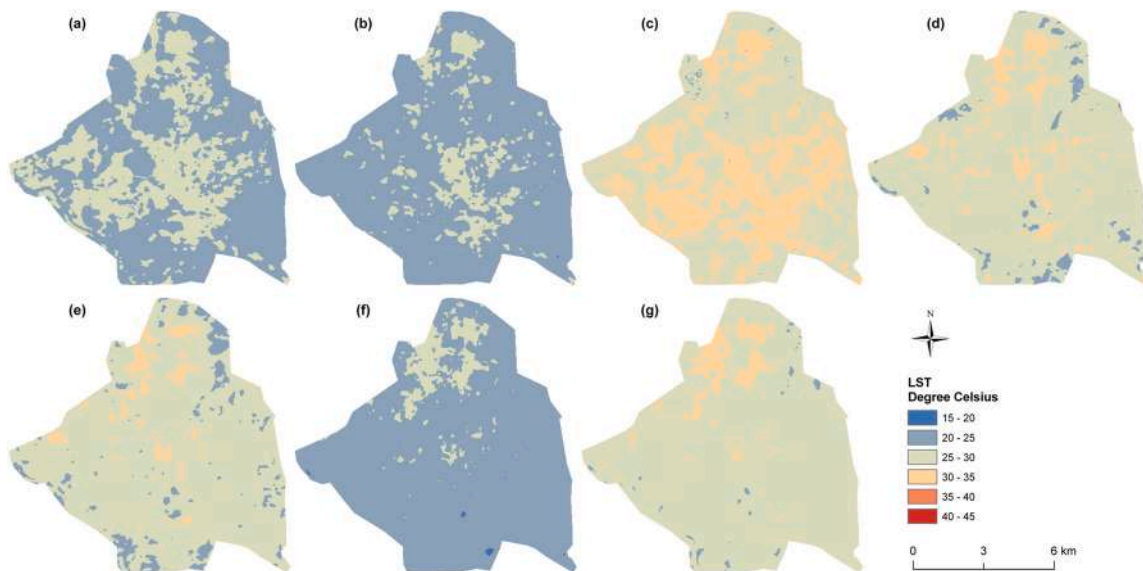 (a)
(b)
(c)
(d)
(e)
(f)
(g)
N
LST
Degree Celsius
15 - 20
20 - 25
25 - 30
30 - 35
35 - 40
40 - 45
0 3 6 km